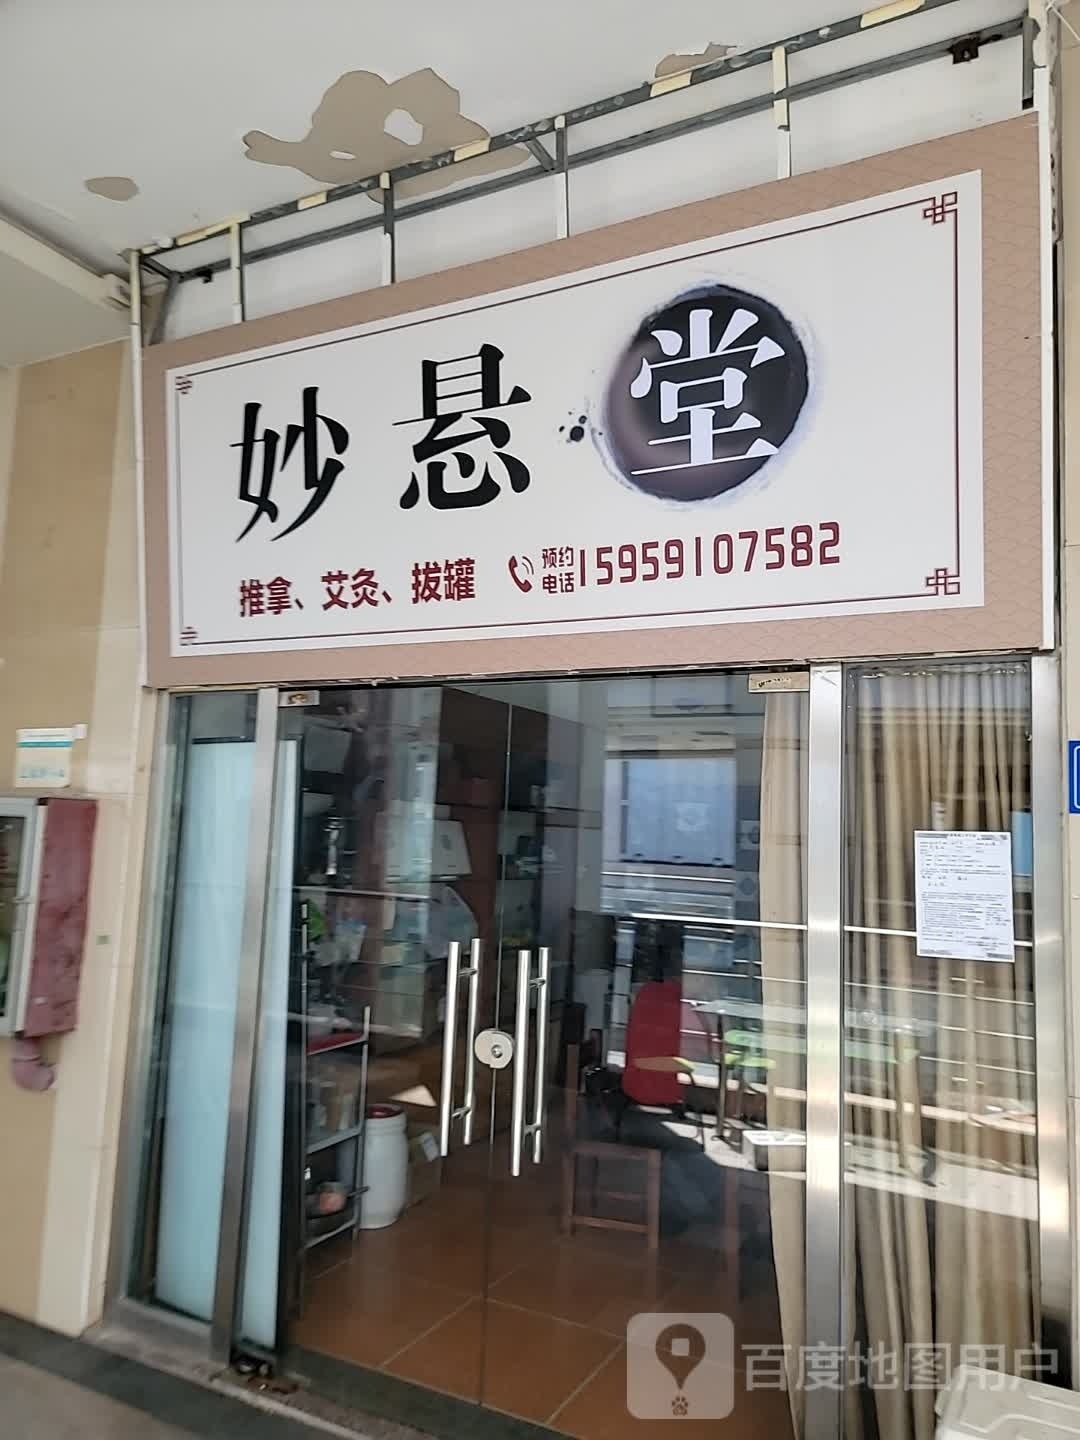 妙悬堂
推拿、艾灸、拔罐
预约电话 15959107582
百度地图用户